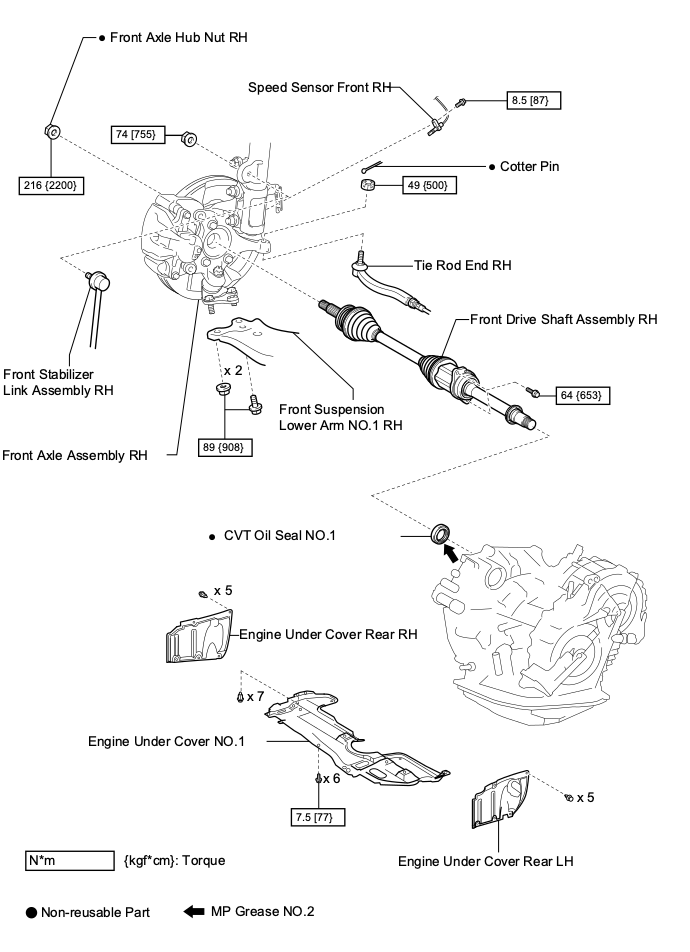 ● Front Axle Hub Nut RH
Speed Sensor Front RH
8.5 [87}
74 [755}
● Cotter Pin
216 {2200}
49 {500}
Tie Rod End RH
Front Drive Shaft Assembly RH
Front Stabilizer
Link Assembly RH
x 2
64 {653}
Front Suspension
Lower Arm NO.1 RH
89 {908}
Front Axle Assembly RH
● CVT Oil Seal NO.1
x 5
Engine Under Cover Rear RH
x 7
Engine Under Cover NO.1
x 6
x 5
7.5 [77}
Engine Under Cover Rear LH
N*m
{kgf*cm}: Torque
● Non-reusable Part
MP Grease NO.2